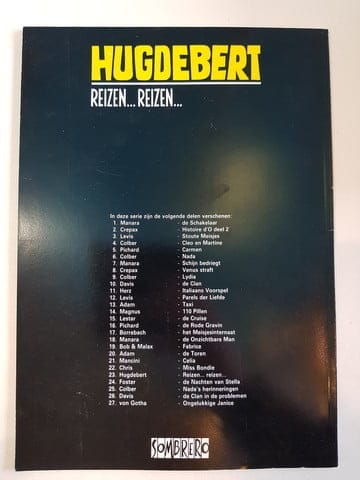 HUGDEBERT
REIZEN... REIZEN...
In deze serie zijn de volgende delen verschenen:
1. Manara - de Schakelaar
2. Crepax - Histoire d'O deel 2
3. Levis - Stoute Meisjes
4. Colber - Cleo en Martine
5. Pichard - Carmen
6. Colber - Nada
7. Manara - Schijn bedriegt
8. Crepax - Venus straft
9. Colber - Lydia
10. Davis - de Clan
11. Herz - Italiaans Voorspel
12. Levis - Parels der Liefde
13. Adam - Taxi
14. Magnus - 110 Pillen
15. Lester - de Cruise
16. Pichard - de Rode Gravin
17. Borrebach - het Meisjesinternaat
18. Manara - de Onzichtbare Man
19. Bob & Malax - Fabrice
20. Adam - de Toren
21. Mancini - Celia
22. Chris - Miss Bondie
23. Hugdebert - Reizen... reizen...
24. Foster - de Nachten van Stella
25. Colber - Nada's herinneringen
26. Davis - de Clan in de problemen
27. von Gotha - Ongelukkige Janice
SOMBRERO